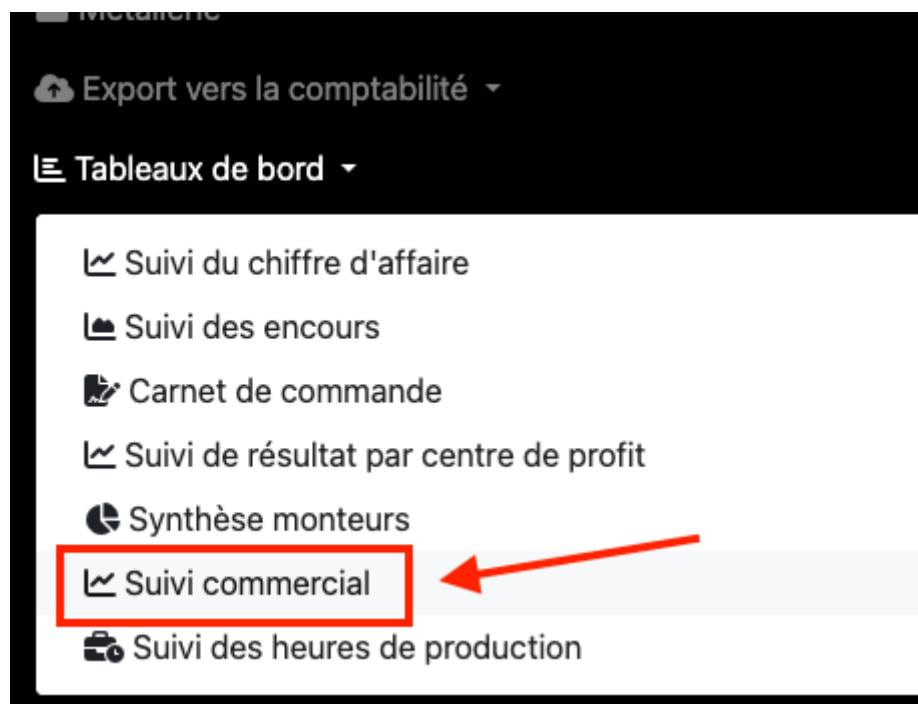 Métallerie
Export vers la comptabilité
Tableaux de bord
Suivi du chiffre d'affaire
Suivi des encours
Carnet de commande
Suivi de résultat par centre de profit
Synthèse monteurs
Suivi commercial
Suivi des heures de production